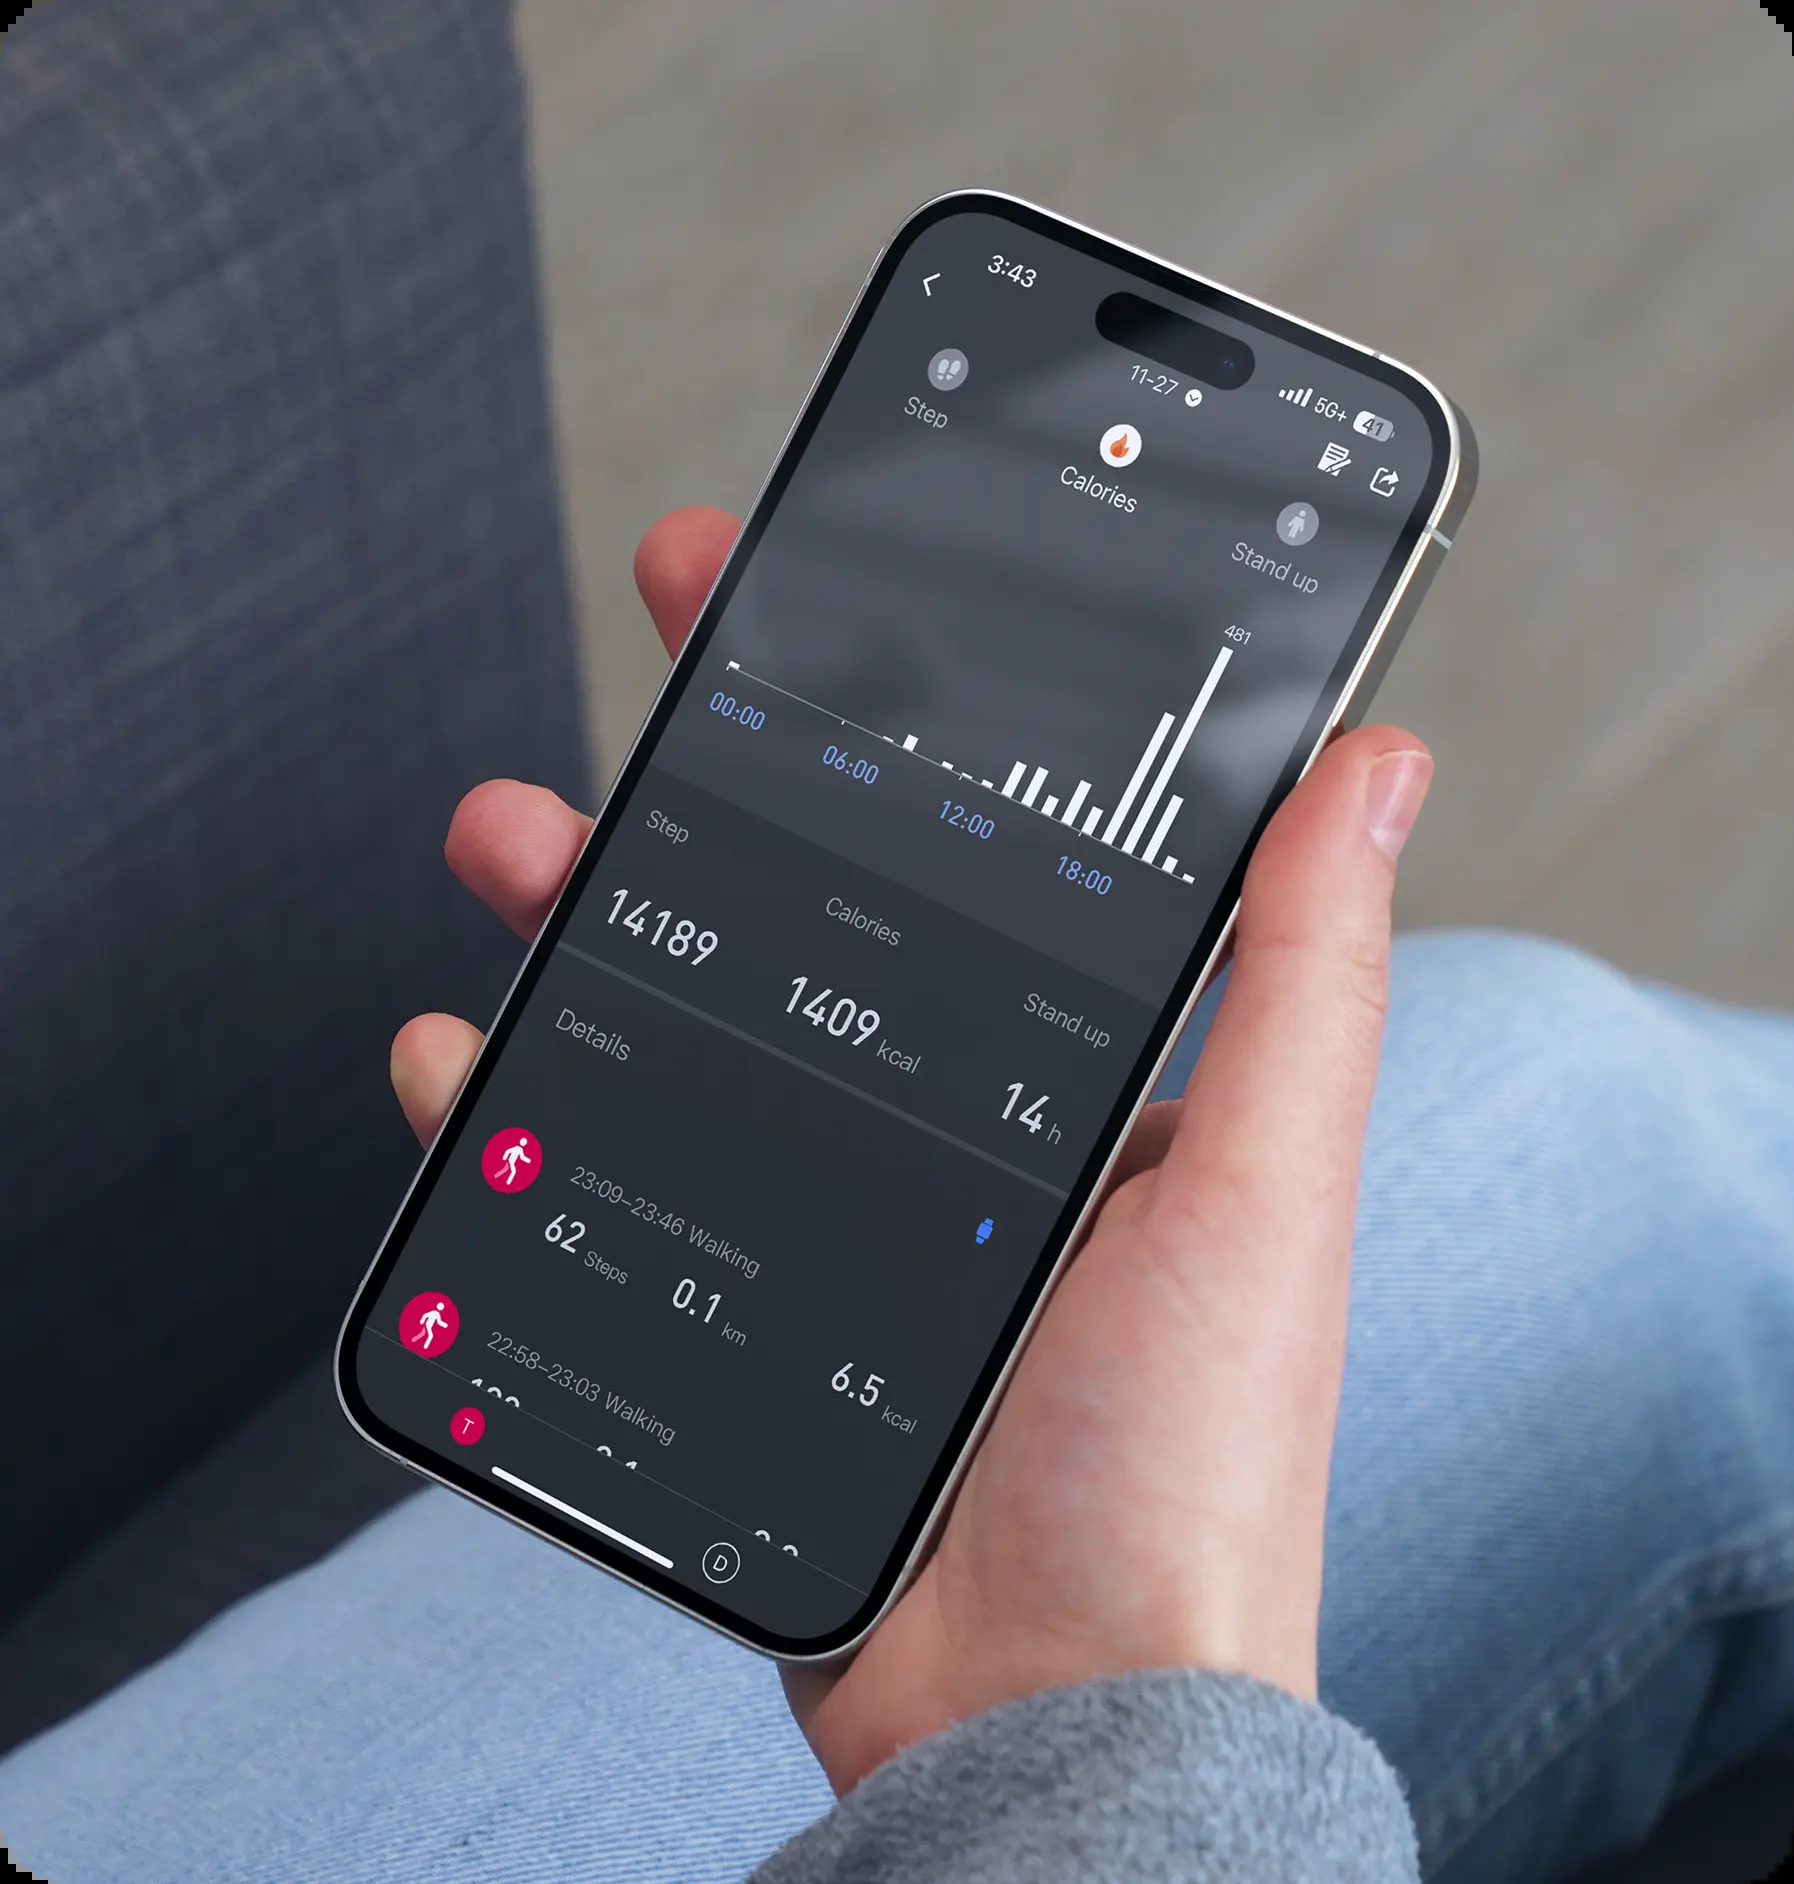 3:43
11-27
5G+ 41
Step
Calories
Stand up
481
00:00
06:00
12:00
18:00
Step
Calories
Stand up
14189
1409 kcal
14 h
Details
23:09–23:46 Walking
62 Steps
0.1 km
6.5 kcal
22:58–23:03 Walking
T
D